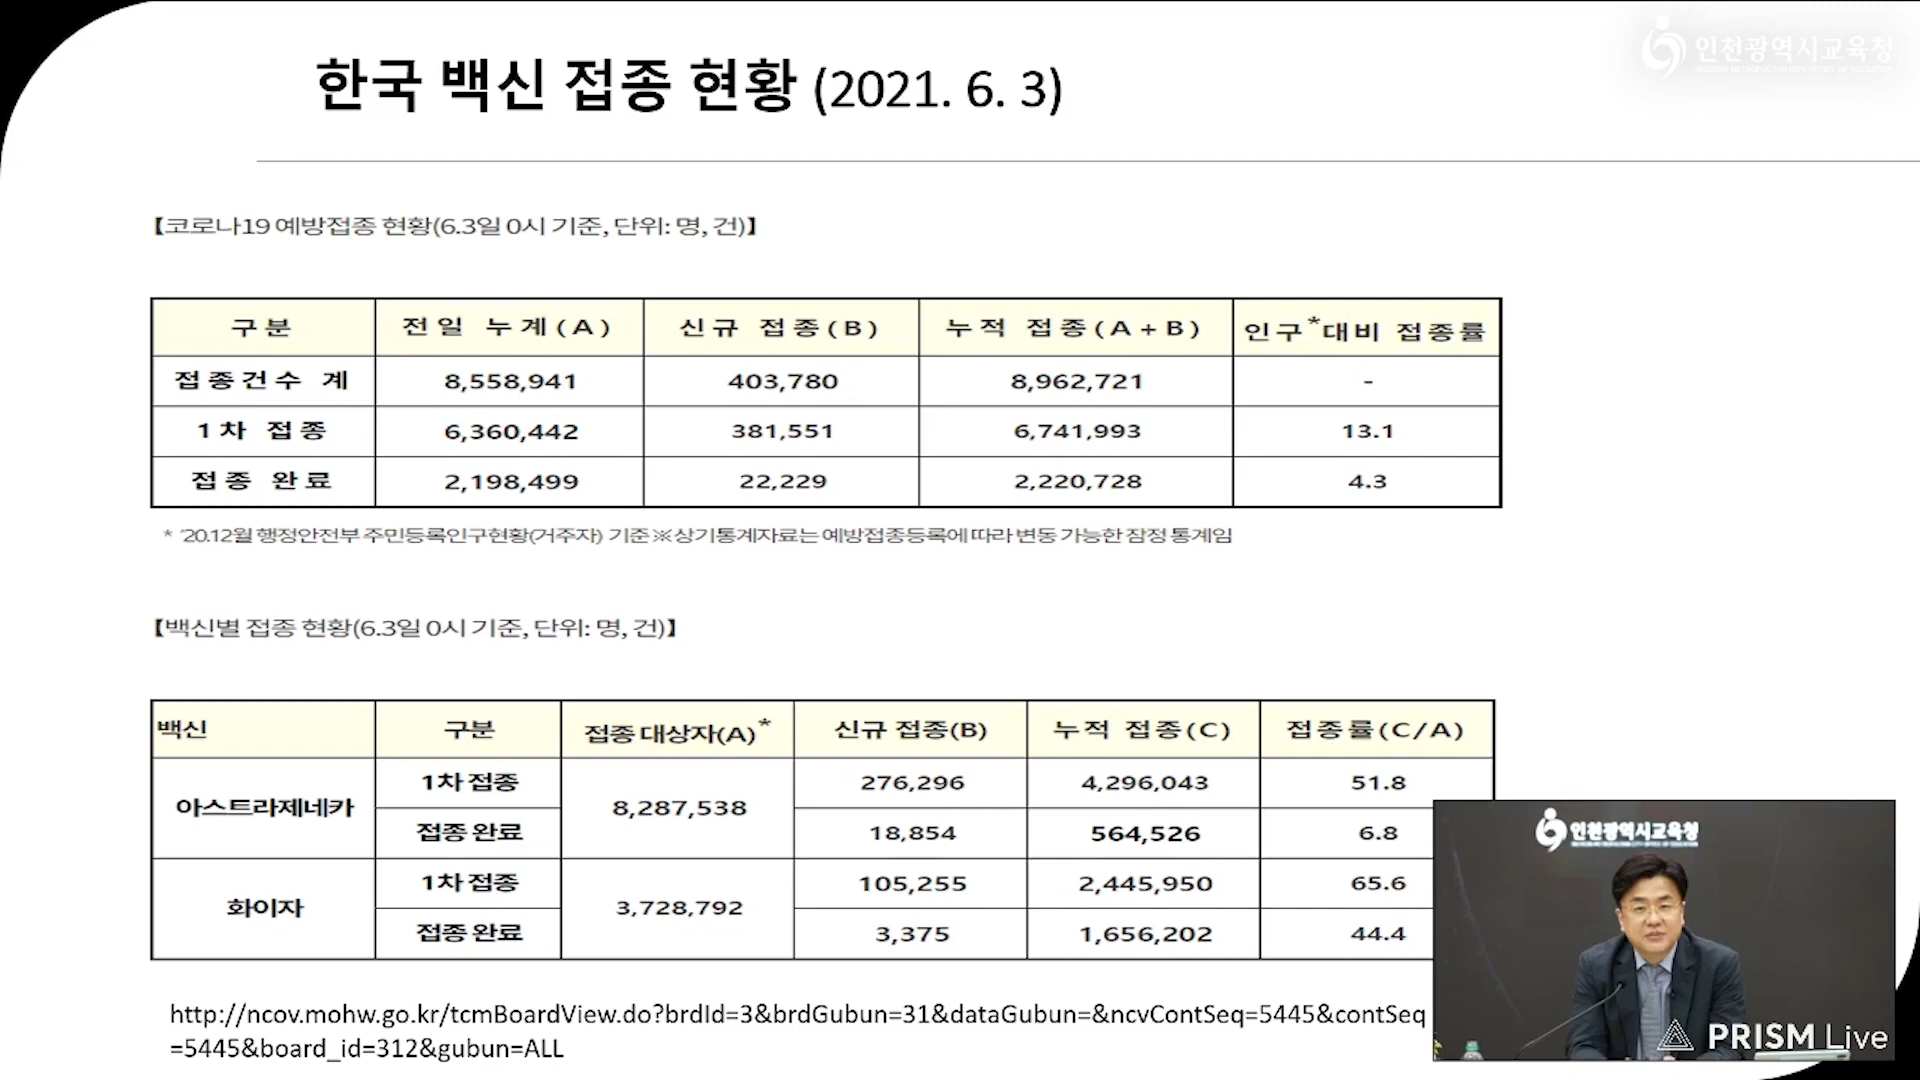 인천광역시교육청
한국 백신 접종 현황 (2021. 6. 3)
【코로나19 예방접종 현황(6.3일 0시 기준, 단위: 명, 건)】
구분 전일 누계(A) 신규 접종(B) 누적 접종(A+B) 인구*대비 접종률
접종건수 계 8,558,941 403,780 8,962,721 -
1차 접종 6,360,442 381,551 6,741,993 13.1
접종 완료 2,198,499 22,229 2,220,728 4.3
* ’20.12월 행정안전부 주민등록인구현황(거주자) 기준 ※ 상기통계자료는 예방접종등록에 따라 변동 가능한 잠정 통계임
【백신별 접종 현황(6.3일 0시 기준, 단위: 명, 건)】
백신 구분 접종 대상자(A)* 신규 접종(B) 누적 접종(C) 접종률(C/A)
아스트라제네카 1차 접종 8,287,538 276,296 4,296,043 51.8
접종 완료 18,854 564,526 6.8
화이자 1차 접종 3,728,792 105,255 2,445,950 65.6
접종 완료 3,375 1,656,202 44.4
http://ncov.mohw.go.kr/tcmBoardView.do?brdId=3&brdGubun=31&dataGubun=&ncvContSeq=5445&contSeq
=5445&board_id=312&gubun=ALL
인천광역시교육청
PRISM Live